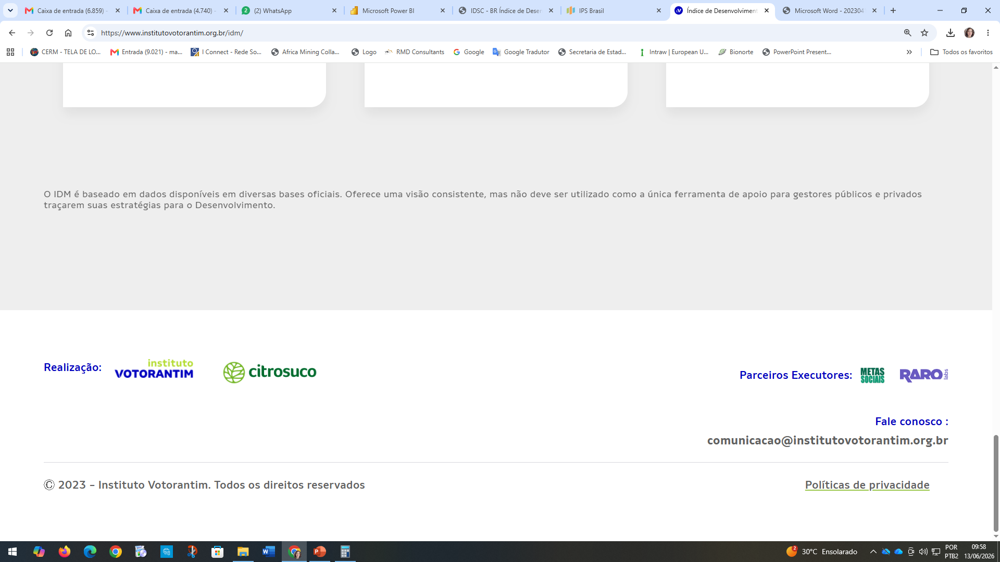 Caixa de entrada (6.859) -
Caixa de entrada (4.740) -
2
(2) WhatsApp
Microsoft Power BI
IDSC - BR Índice de Desen
IPS Brasil
Índice de Desenvolviment
Microsoft Word - 202304
https://www.institutovotorantim.org.br/idm/
CERM - TELA DE LO...
Entrada (9.021) - ma...
I Connect - Rede So...
Africa Mining Colla...
Logo
RMD Consultants
Google
Google Tradutor
Secretaria de Estad...
Intraw | European U...
Bionorte
PowerPoint Present...
Todos os favoritos
O IDM é baseado em dados disponíveis em diversas bases oficiais. Oferece uma visão consistente, mas não deve ser utilizado como a única ferramenta de apoio para gestores públicos e privados
traçarem suas estratégias para o Desenvolvimento.
Realização:
instituto
VOTORANTIM
citrosuco
Parceiros Executores:
METAS
SOCIAIS
RARO
labs
Fale conosco :
comunicacao@institutovotorantim.org.br
© 2023 – Instituto Votorantim. Todos os direitos reservados
Políticas de privacidade
2
30°C Ensolarado
POR
PTB2
09:58
13/06/2026